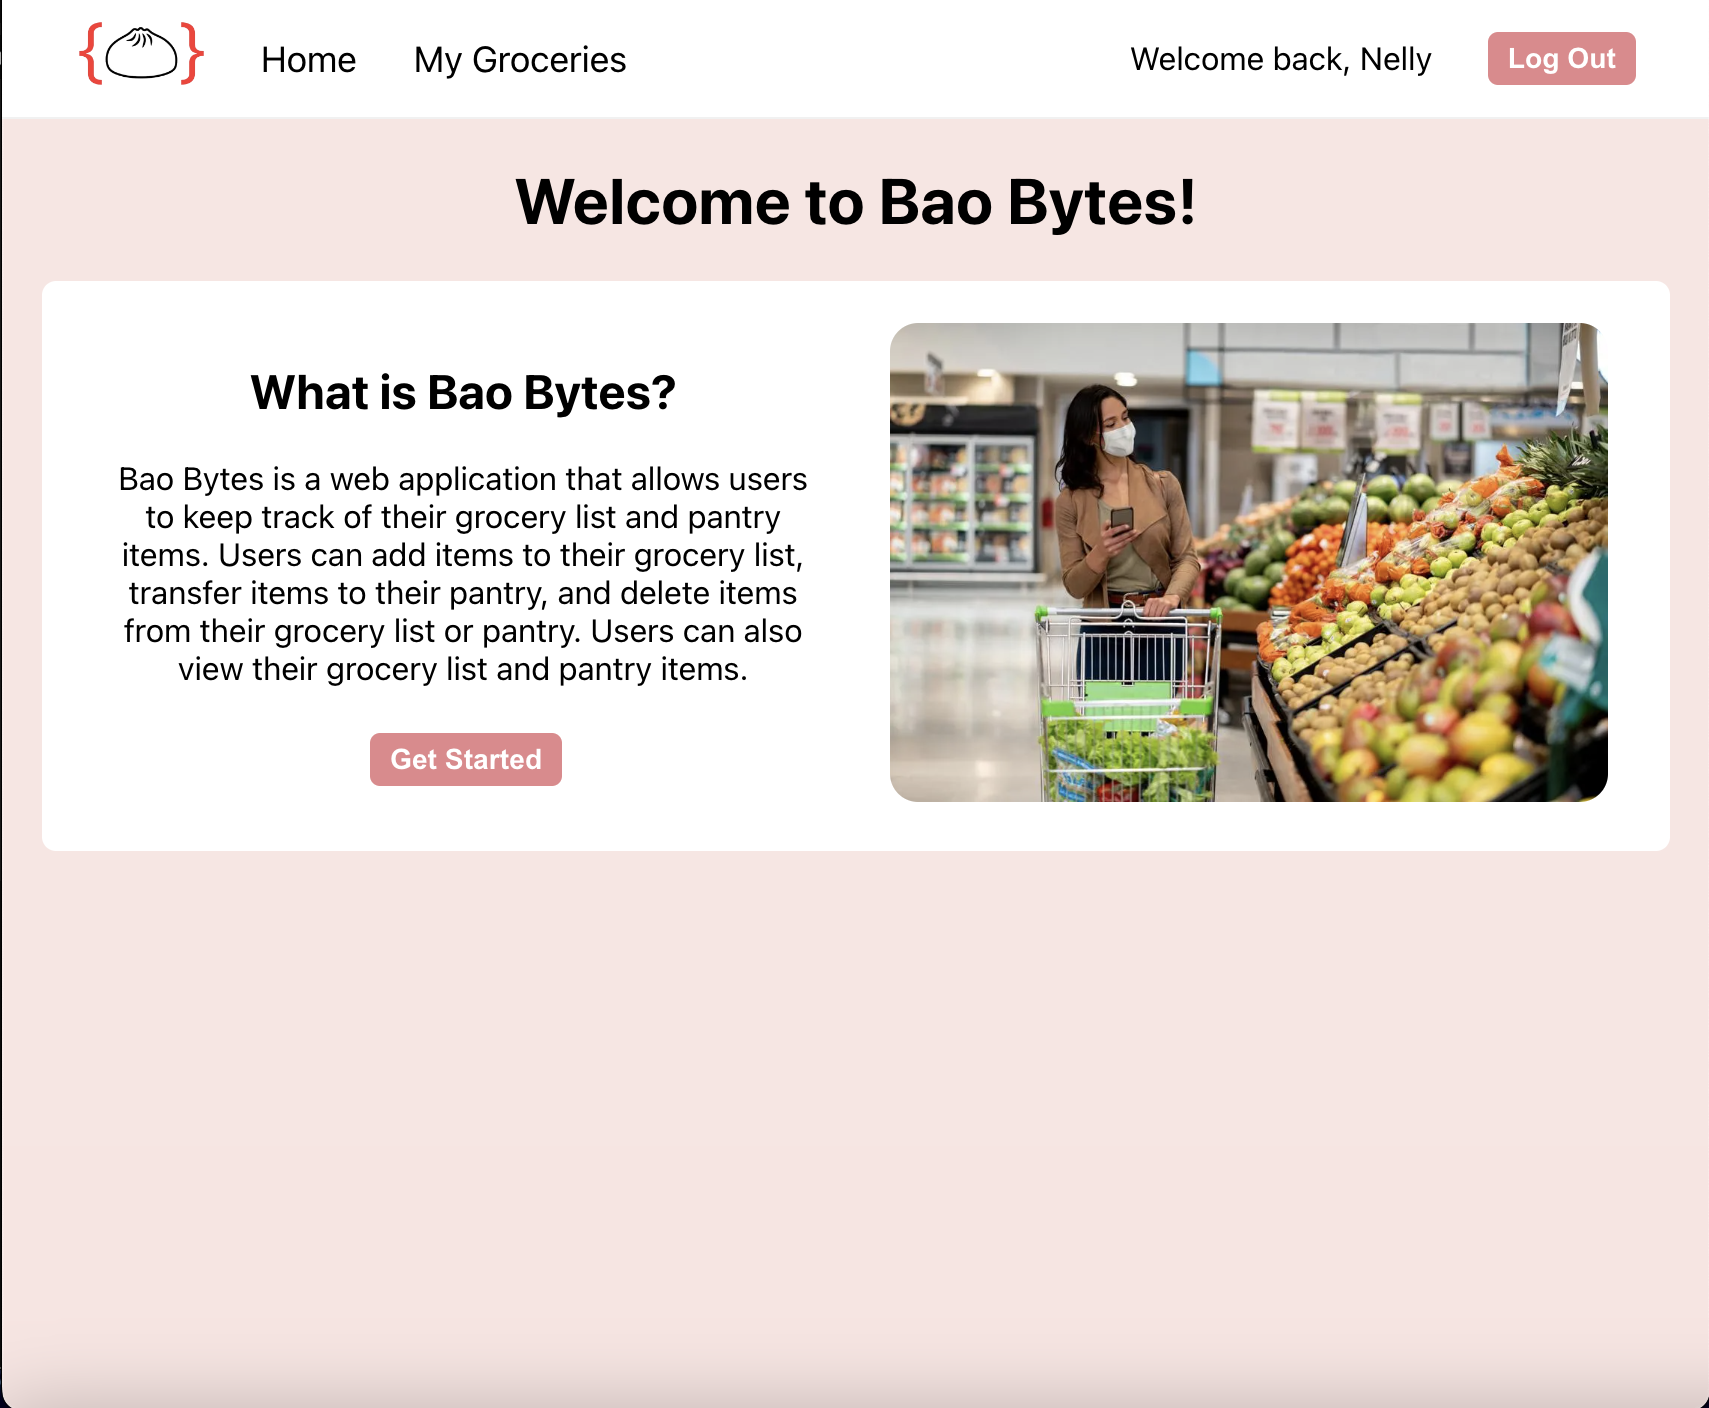 Home
My Groceries
Welcome back, Nelly
Log Out
Welcome to Bao Bytes!
What is Bao Bytes?
Bao Bytes is a web application that allows users
to keep track of their grocery list and pantry
items. Users can add items to their grocery list,
transfer items to their pantry, and delete items
from their grocery list or pantry. Users can also
view their grocery list and pantry items.
Get Started